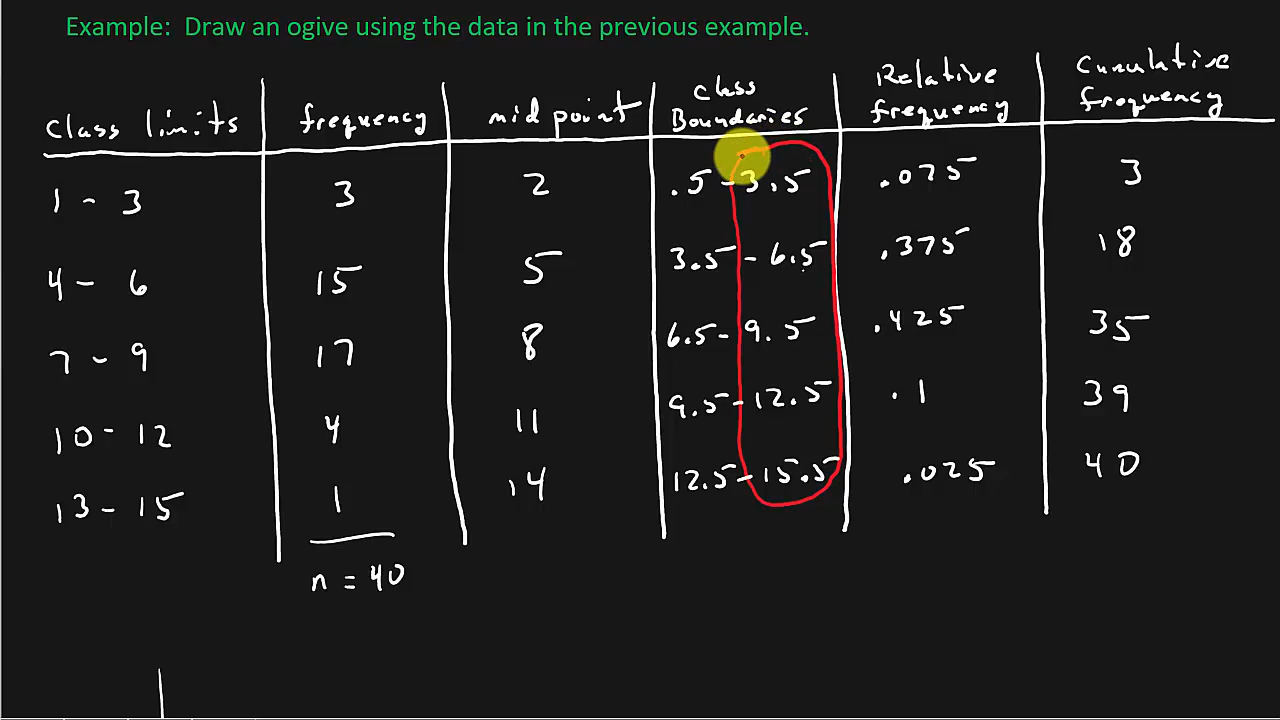 Example: Draw an ogive using the data in the previous example.
class limits frequency midpoint class Boundaries Relative frequency Cumulative frequency
1 - 3 3 2 .5 - 3.5 .075 3
4 - 6 15 5 3.5 - 6.5 .375 18
7 - 9 17 8 6.5 - 9.5 .425 35
10 - 12 4 11 9.5 - 12.5 .1 39
13 - 15 1 14 12.5 - 15.5 .025 40
n = 40